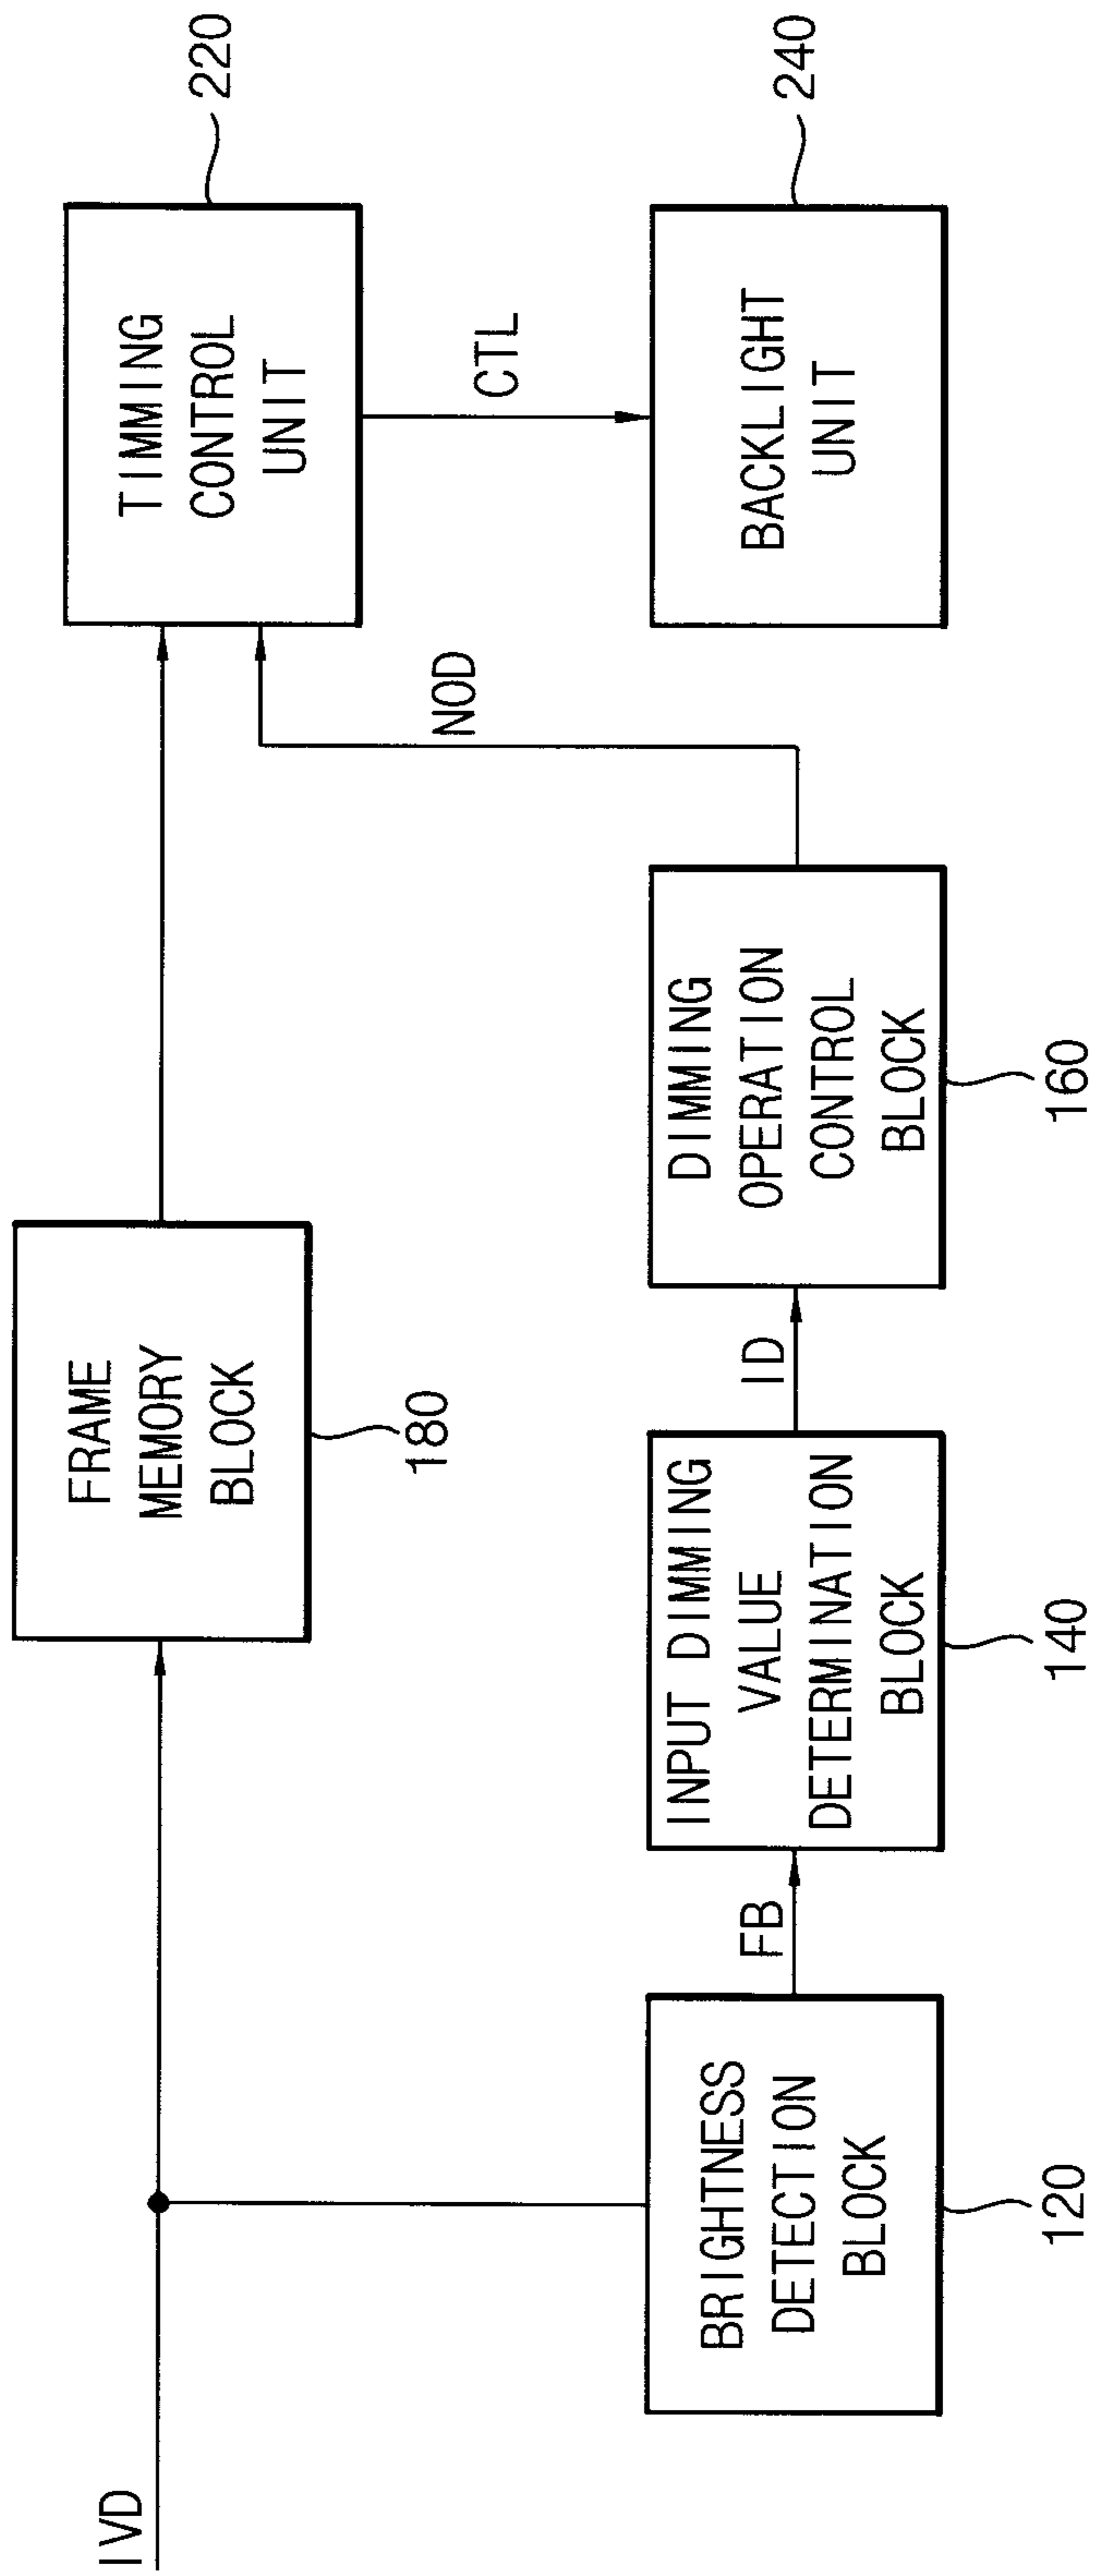 IVD
FRAME
MEMORY
BLOCK
180
TIMMING
CONTROL
UNIT
220
CTL
NOD
BRIGHTNESS
DETECTION
BLOCK
120
FB
INPUT DIMMING
VALUE
DETERMINATION
BLOCK
140
ID
DIMMING
OPERATION
CONTROL
BLOCK
160
BACKLIGHT
UNIT
240